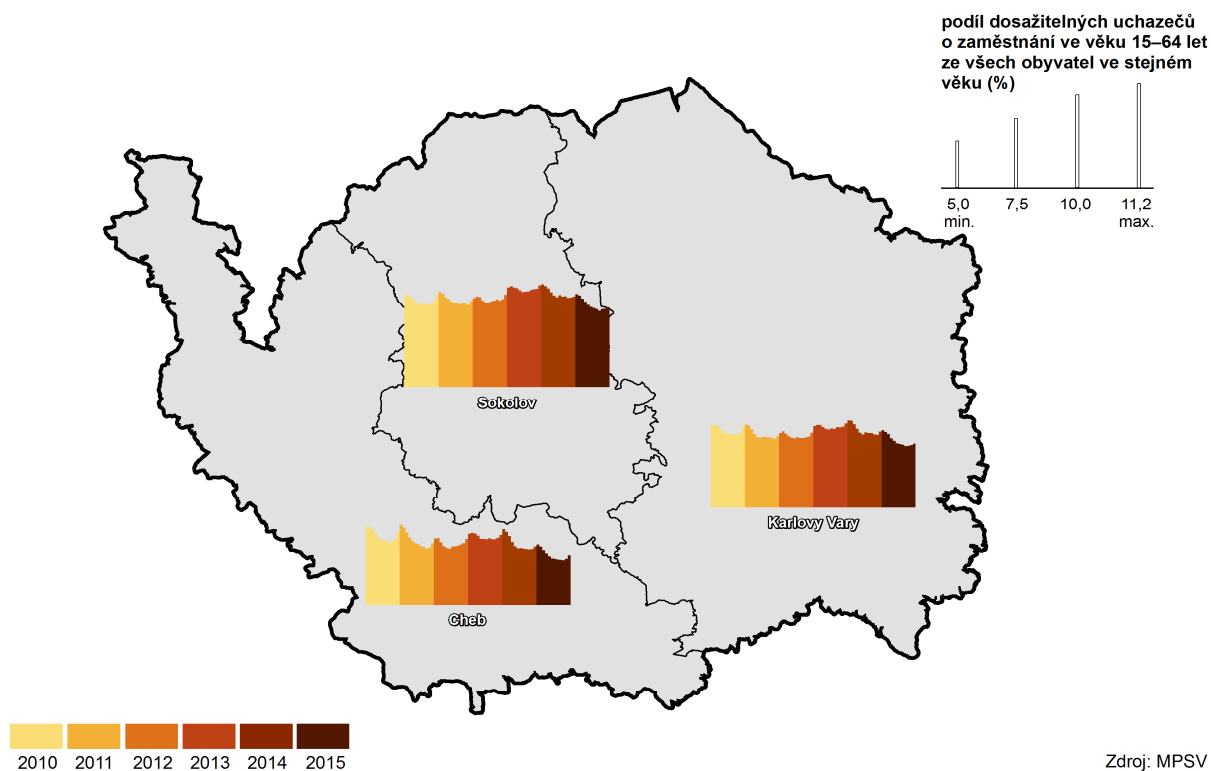 podíl dosažitelných uchazečů
o zaměstnání ve věku 15–64 let
ze všech obyvatel ve stejném
věku (%)
5,0 7,5 10,0 11,2
min. max.
Sokolov
Karlovy Vary
Cheb
2010 2011 2012 2013 2014 2015
Zdroj: MPSV